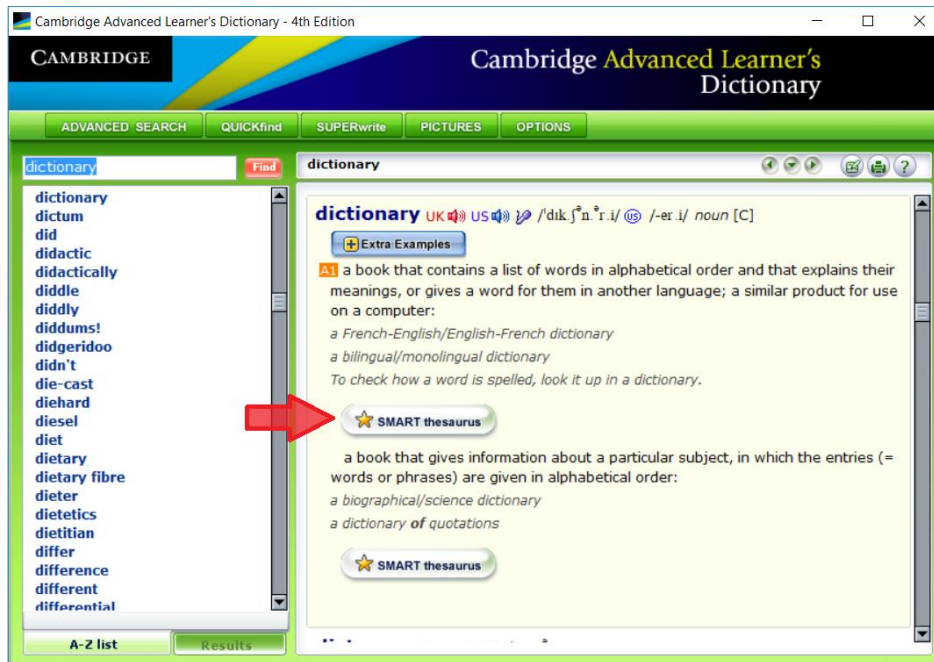 Cambridge Advanced Learner's Dictionary - 4th Edition
CAMBRIDGE
Cambridge Advanced Learner's
Dictionary
ADVANCED SEARCH QUICKfind SUPERwrite PICTURES OPTIONS
dictionary Find
dictionary
dictum
did
didactic
didactically
diddle
diddly
diddums!
didgeridoo
didn't
die-cast
diehard
diesel
diet
dietary
dietary fibre
dieter
dietetics
dietitian
differ
difference
different
differential
A-Z list Results
dictionary ?
dictionary UK US /ˈdɪk.ʃᵊn.ᵊr.i/ US /-er.i/ noun [C]
+ Extra Examples
A1 a book that contains a list of words in alphabetical order and that explains their
meanings, or gives a word for them in another language; a similar product for use
on a computer:
a French-English/English-French dictionary
a bilingual/monolingual dictionary
To check how a word is spelled, look it up in a dictionary.
SMART thesaurus
a book that gives information about a particular subject, in which the entries (=
words or phrases) are given in alphabetical order:
a biographical/science dictionary
a dictionary of quotations
SMART thesaurus